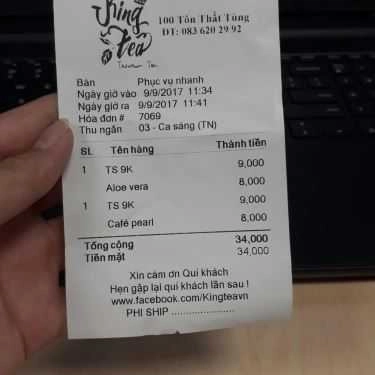 King
tea
Taiwan Tea
100 Tôn Thất Tùng
ĐT: 083 620 29 92
Bàn Phục vụ nhanh
Ngày giờ vào 9/9/2017 11:34
Ngày giờ ra 9/9/2017 11:41
Hóa đơn # 7069
Thu ngân 03 - Ca sáng (TN)
SL Tên hàng Thành tiền
1 TS 9K 9,000
Aloe vera 8,000
1 TS 9K 9,000
Café pearl 8,000
Tổng cộng 34,000
Tiền mặt 34,000
Xin cám ơn Quí khách
Hẹn gặp lại quí khách lần sau !
www.facebook.com/Kingteavn
PHI SHIP .....................